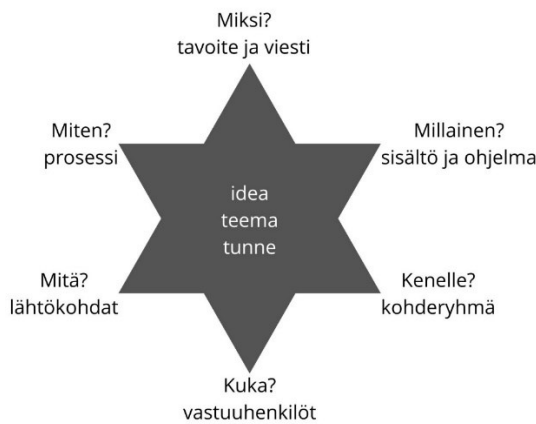 Miksi?
tavoite ja viesti
Miten?
prosessi
Millainen?
sisältö ja ohjelma
idea
teema
tunne
Mitä?
lähtökohdat
Kenelle?
kohderyhmä
Kuka?
vastuuhenkilöt